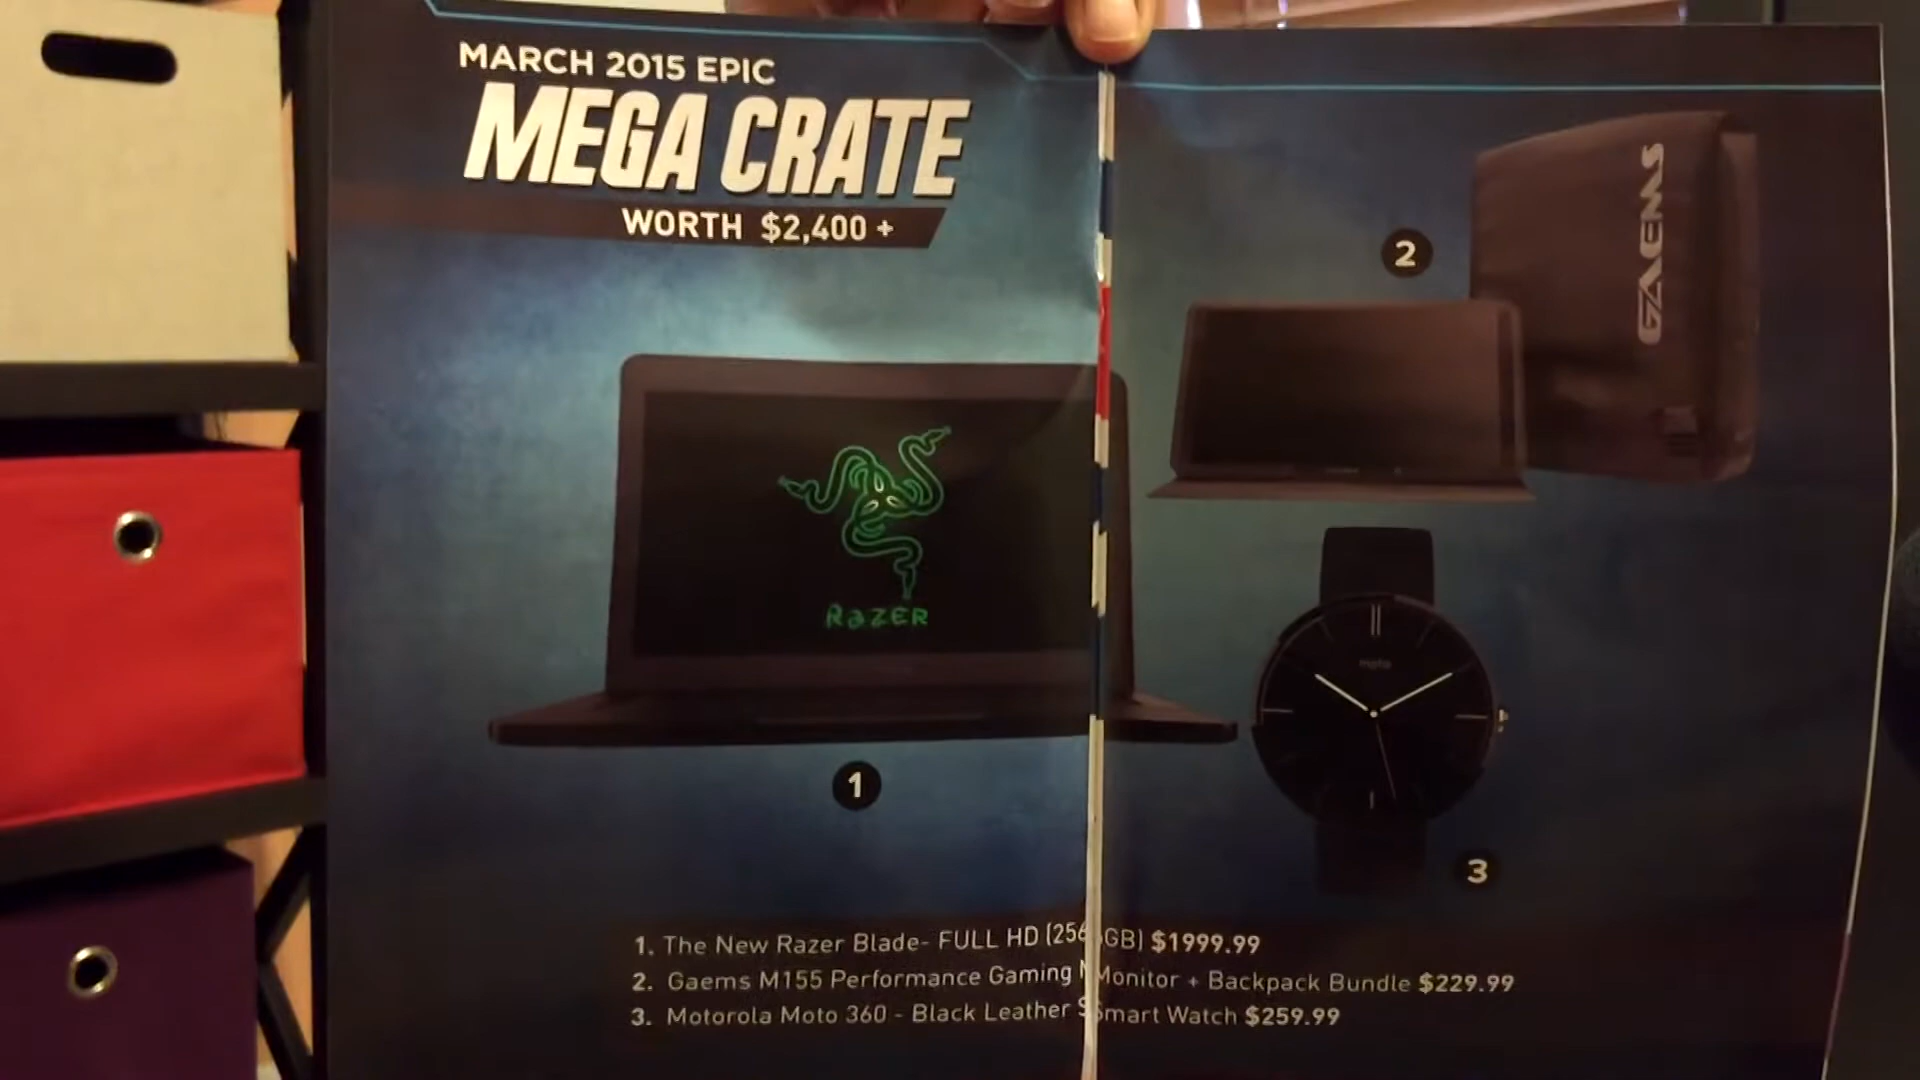 MARCH 2015 EPIC
MEGA CRATE
WORTH $2,400 +
GAEMS
2
RAZER
moto
1
3
1. The New Razer Blade- FULL HD (256GB) $1999.99
2. Gaems M155 Performance Gaming Monitor + Backpack Bundle $229.99
3. Motorola Moto 360 - Black Leather Smart Watch $259.99